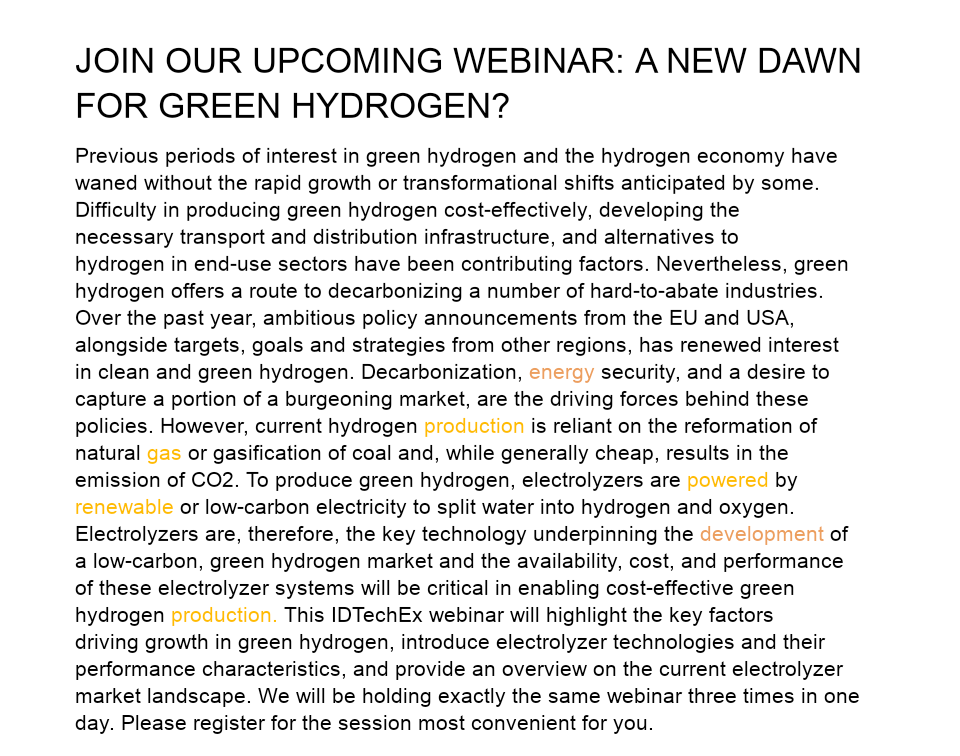 JOIN OUR UPCOMING WEBINAR: A NEW DAWN
FOR GREEN HYDROGEN?
Previous periods of interest in green hydrogen and the hydrogen economy have
waned without the rapid growth or transformational shifts anticipated by some.
Difficulty in producing green hydrogen cost-effectively, developing the
necessary transport and distribution infrastructure, and alternatives to
hydrogen in end-use sectors have been contributing factors. Nevertheless, green
hydrogen offers a route to decarbonizing a number of hard-to-abate industries.
Over the past year, ambitious policy announcements from the EU and USA,
alongside targets, goals and strategies from other regions, has renewed interest
in clean and green hydrogen. Decarbonization, energy security, and a desire to
capture a portion of a burgeoning market, are the driving forces behind these
policies. However, current hydrogen production is reliant on the reformation of
natural gas or gasification of coal and, while generally cheap, results in the
emission of CO2. To produce green hydrogen, electrolyzers are powered by
renewable or low-carbon electricity to split water into hydrogen and oxygen.
Electrolyzers are, therefore, the key technology underpinning the development of
a low-carbon, green hydrogen market and the availability, cost, and performance
of these electrolyzer systems will be critical in enabling cost-effective green
hydrogen production. This IDTechEx webinar will highlight the key factors
driving growth in green hydrogen, introduce electrolyzer technologies and their
performance characteristics, and provide an overview on the current electrolyzer
market landscape. We will be holding exactly the same webinar three times in one
day. Please register for the session most convenient for you.